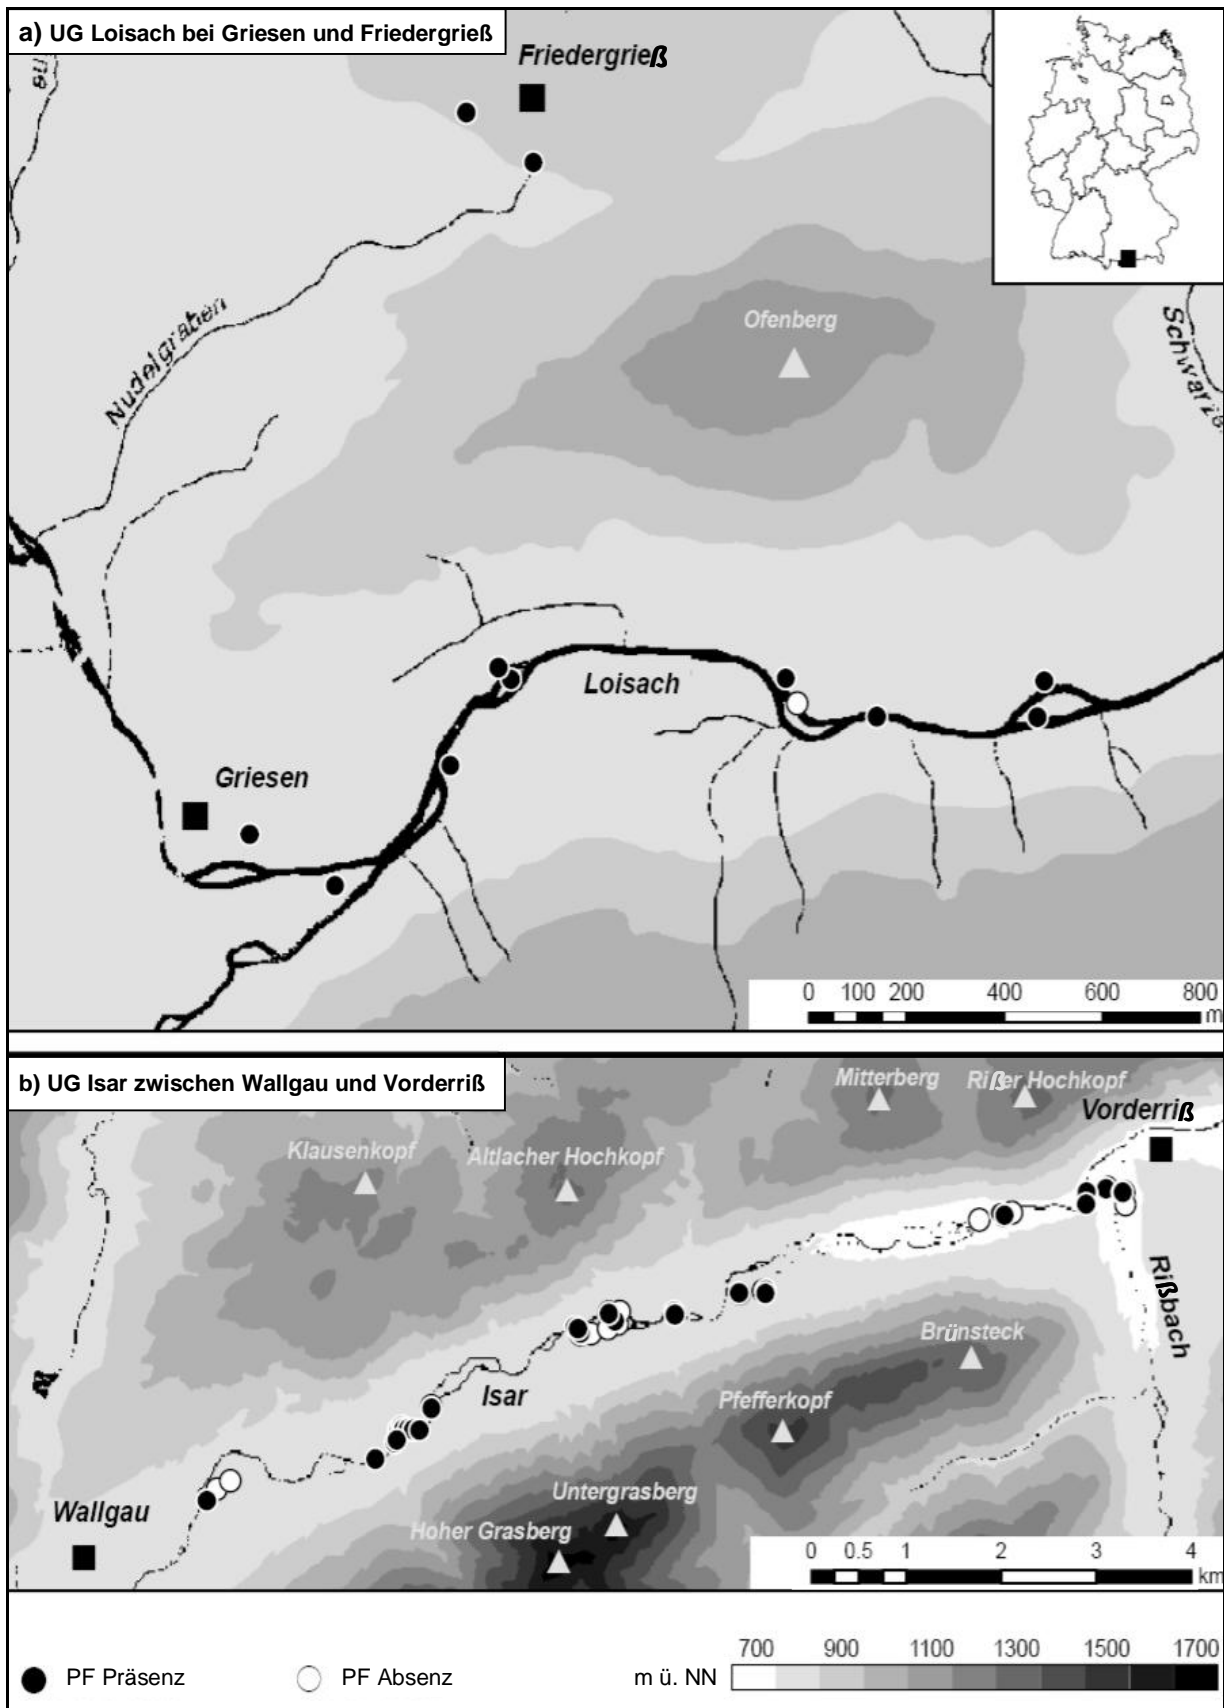 a) UG Loisach bei Griesen und Friedergrieß
Friedergrieß
Ofenberg
Nudelgraben
Loisach
Griesen
0 100 200 400 600 800
m
b) UG Isar zwischen Wallgau und Vorderriß
Mitterberg
Rißer Hochkopf
Vorderriß
Klausenkopf
Altlacher Hochkopf
Rißbach
Brünsteck
Isar
Pfefferkopf
Untergrasberg
Wallgau
Hoher Grasberg
0 0.5 1 2 3 4
km
700 900 1100 1300 1500 1700
PF Präsenz
PF Absenz
m ü. NN